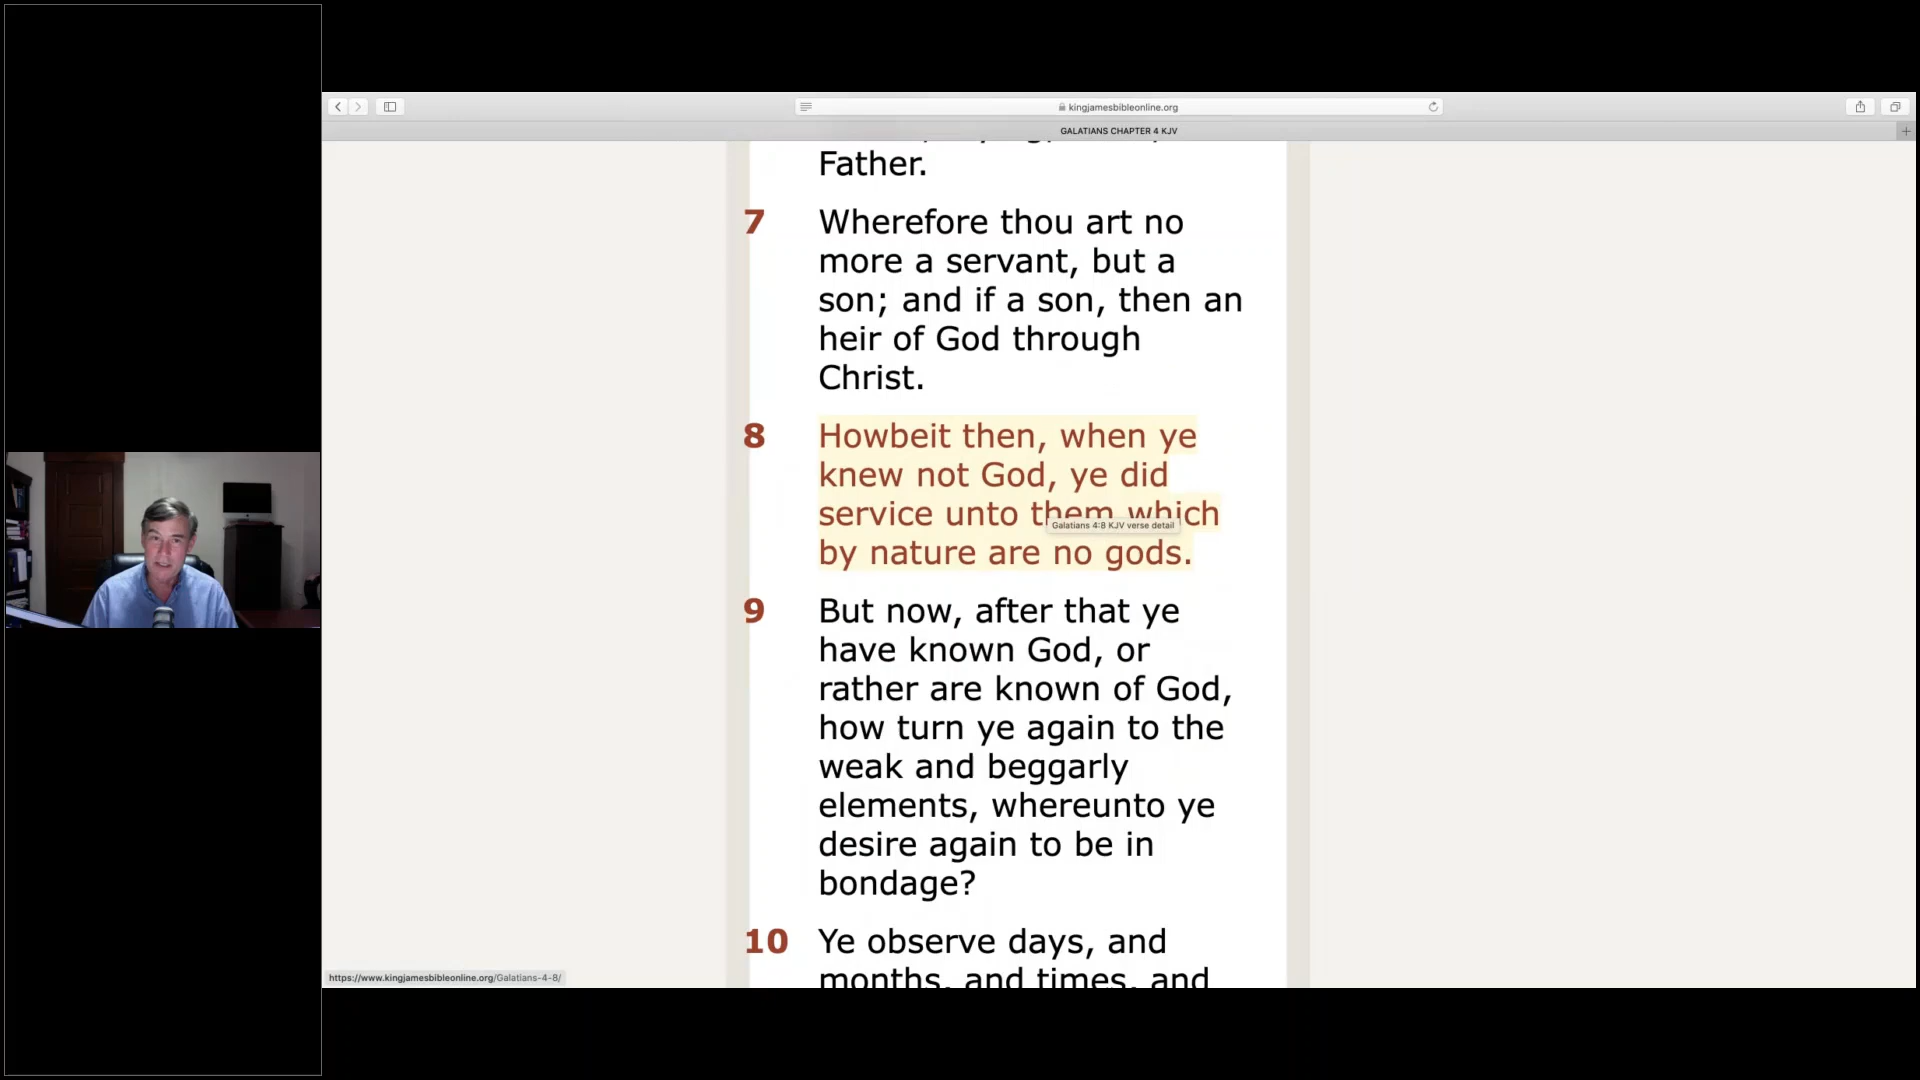 kingjamesbibleonline.org
GALATIANS CHAPTER 4 KJV
Father.
7 Wherefore thou art no
more a servant, but a
son; and if a son, then an
heir of God through
Christ.
8 Howbeit then, when ye
knew not God, ye did
service unto them which
Galatians 4:8 KJV verse detail
by nature are no gods.
9 But now, after that ye
have known God, or
rather are known of God,
how turn ye again to the
weak and beggarly
elements, whereunto ye
desire again to be in
bondage?
10 Ye observe days, and
months, and times, and
https://www.kingjamesbibleonline.org/Galatians-4-8/